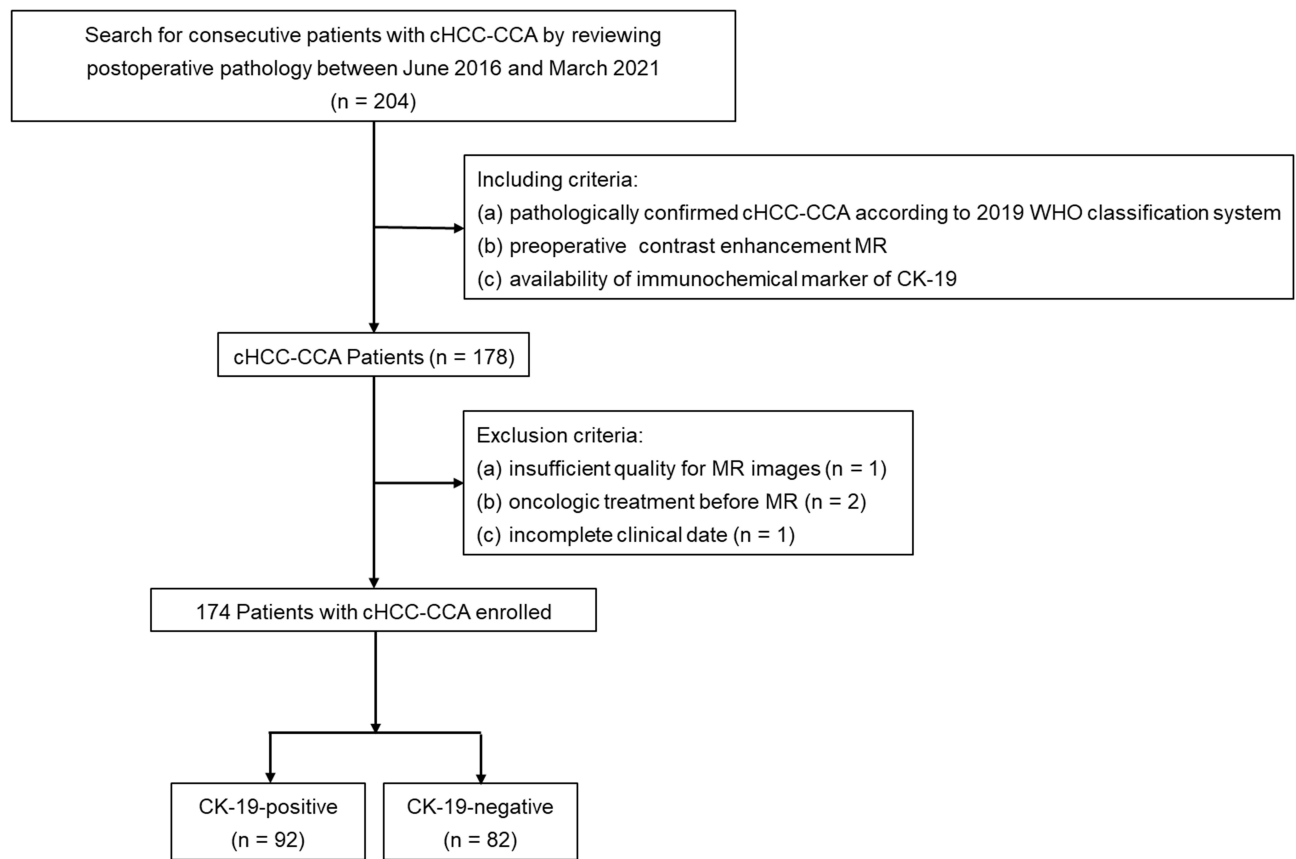 Search for consecutive patients with cHCC-CCA by reviewing
postoperative pathology between June 2016 and March 2021
(n = 204)
Including criteria:
(a) pathologically confirmed cHCC-CCA according to 2019 WHO classification system
(b) preoperative contrast enhancement MR
(c) availability of immunochemical marker of CK-19
cHCC-CCA Patients (n = 178)
Exclusion criteria:
(a) insufficient quality for MR images (n = 1)
(b) oncologic treatment before MR (n = 2)
(c) incomplete clinical date (n = 1)
174 Patients with cHCC-CCA enrolled
CK-19-positive
(n = 92)
CK-19-negative
(n = 82)